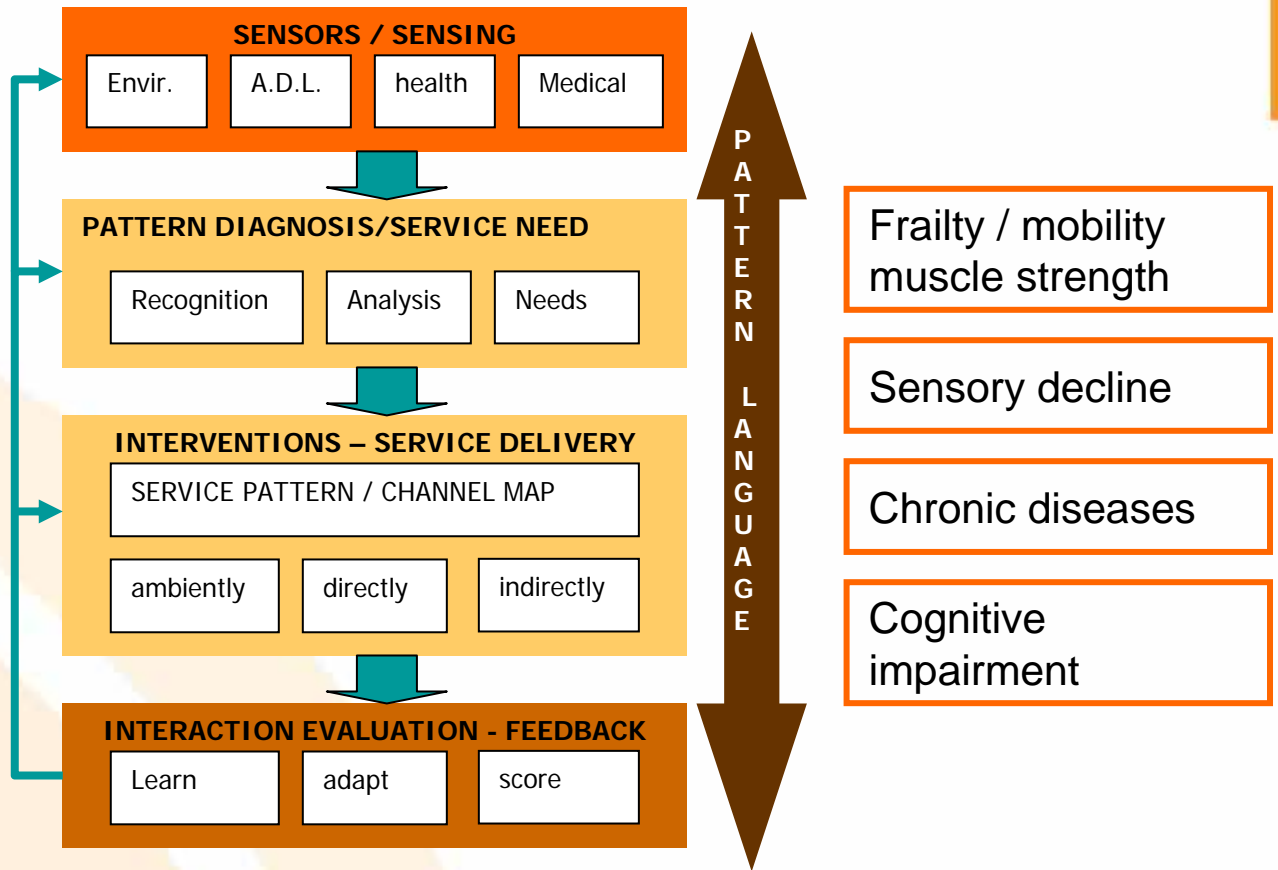 SENSORS / SENSING
Envir.
A.D.L.
health
Medical
PATTERN DIAGNOSIS/SERVICE NEED
Recognition
Analysis
Needs
INTERVENTIONS – SERVICE DELIVERY
SERVICE PATTERN / CHANNEL MAP
ambiently
directly
indirectly
INTERACTION EVALUATION - FEEDBACK
Learn
adapt
score
PATTERN LANGUAGE
Frailty / mobility
muscle strength
Sensory decline
Chronic diseases
Cognitive
impairment